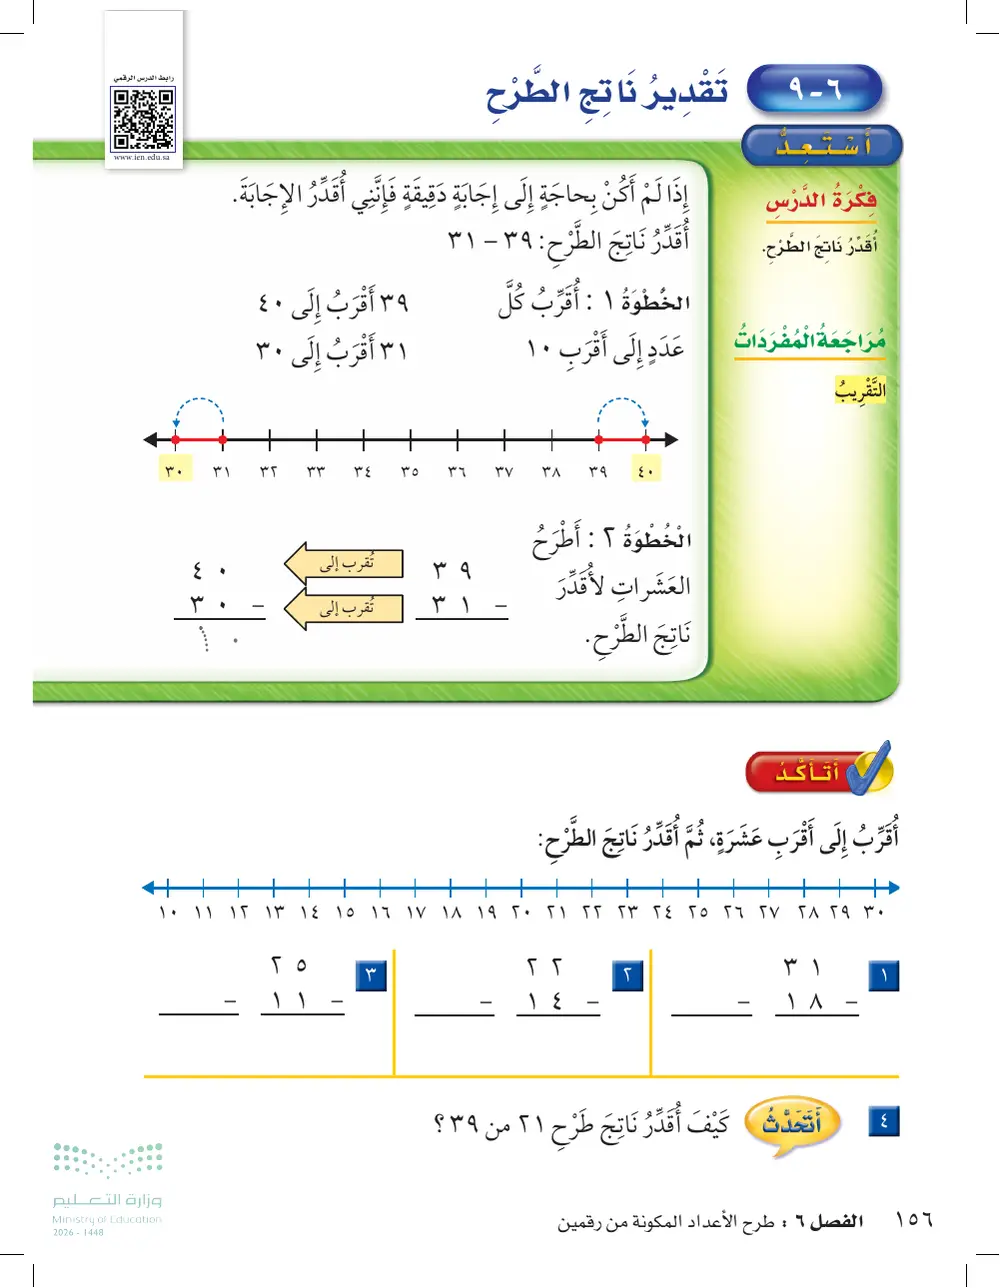 رابط الدرس الرقمي
www.ien.edu.sa
٩-٦
تَقْدِيرُ نَاتِجِ الطَّرْحِ
أَسْتَعِدُّ
فِكْرَةُ الدَّرْسِ
أُقَدِّرُ نَاتِجَ الطَّرْحِ.
مُرَاجَعَةُ الْمُفْرَدَاتُ
التَّقْرِيبُ
إِذَا لَمْ أَكُنْ بِحاجَةٍ إِلَى إِجَابَةٍ دَقِيقَةٍ فَإِنَّنِي أُقَدِّرُ الإِجَابَةَ.
أُقَدِّرُ نَاتِجَ الطَّرْحِ: ٣٩ – ٣١
الخُطْوَةُ ١ : أُقَرِّبُ كُلَّ
عَدَدٍ إِلَى أَقْرَبِ ١٠
٣٩ أَقْرَبُ إِلَى ٤٠
٣١ أَقْرَبُ إِلَى ٣٠
٣٠ ٣١ ٣٢ ٣٣ ٣٤ ٣٥ ٣٦ ٣٧ ٣٨ ٣٩ ٤٠
الْخُطْوَةُ ٢ : أَطْرَحُ
العَشَراتِ لأُقَدِّرَ
نَاتِجَ الطَّرْحِ.
٣٩
٣١ –
تُقرب إلى
تُقرب إلى
٤٠
٣٠ –
١٠
أَتَأَكَّدُ
أُقَرِّبُ إِلَى أَقْرَبِ عَشَرَةٍ، ثُمَّ أُقَدِّرُ نَاتِجَ الطَّرْحِ:
١٠ ١١ ١٢ ١٣ ١٤ ١٥ ١٦ ١٧ ١٨ ١٩ ٢٠ ٢١ ٢٢ ٢٣ ٢٤ ٢٥ ٢٦ ٢٧ ٢٨ ٢٩ ٣٠
١
٣١
١٨ –
–
٢
٢٢
١٤ –
–
٣
٢٥
١١ –
–
٤
أَتَحَدَّثُ
كَيْفَ أُقَدِّرُ نَاتِجَ طَرْحِ ٢١ من ٣٩ ؟
وزارة التعليم
Ministry of Education
2026 - 1448
١٥٦
الفصل ٦ : طرح الأعداد المكونة من رقمين